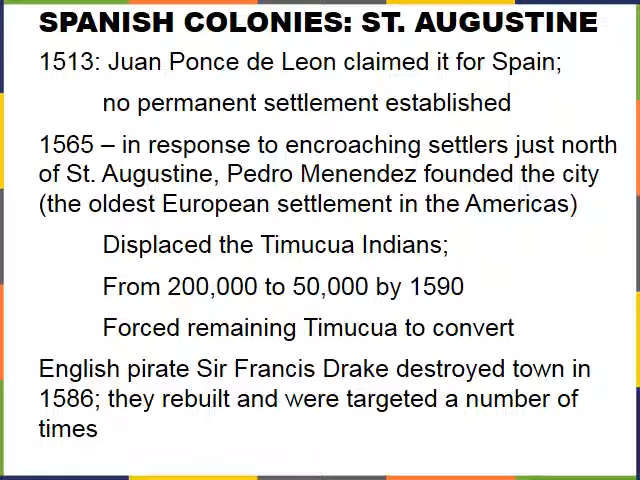 SPANISH COLONIES: ST. AUGUSTINE
1513: Juan Ponce de Leon claimed it for Spain;
no permanent settlement established
1565 – in response to encroaching settlers just north
of St. Augustine, Pedro Menendez founded the city
(the oldest European settlement in the Americas)
Displaced the Timucua Indians;
From 200,000 to 50,000 by 1590
Forced remaining Timucua to convert
English pirate Sir Francis Drake destroyed town in
1586; they rebuilt and were targeted a number of
times